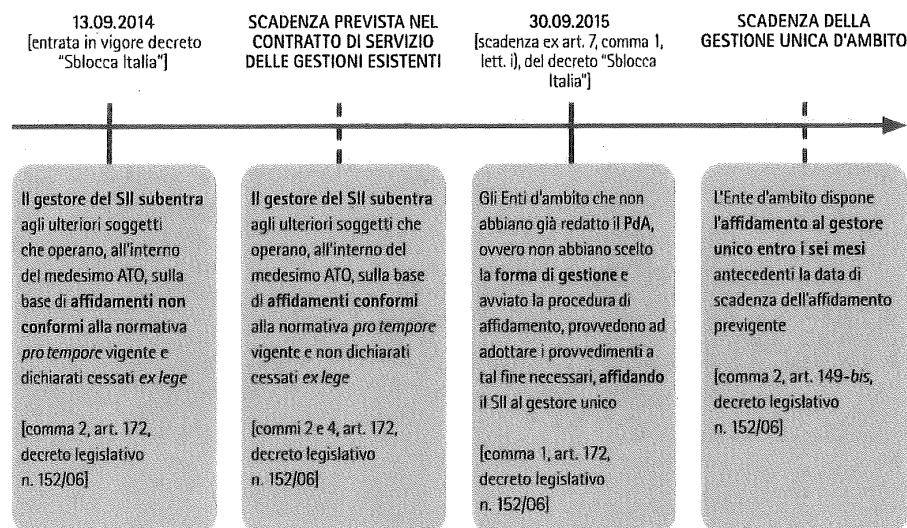 13.09.2014
[entrata in vigore decreto
"Sblocca Italia"]
SCADENZA PREVISTA NEL
CONTRATTO DI SERVIZIO
DELLE GESTIONI ESISTENTI
30.09.2015
[scadenza ex art. 7, comma 1,
lett. i), del decreto "Sblocca
Italia"]
SCADENZA DELLA
GESTIONE UNICA D'AMBITO
Il gestore del SII subentra
agli ulteriori soggetti
che operano, all'interno
del medesimo ATO, sulla
base di affidamenti non
conformi alla normativa
pro tempore vigente e
dichiarati cessati ex lege
[comma 2, art. 172,
decreto legislativo
n. 152/06]
Il gestore del SII subentra
agli ulteriori soggetti che
operano, all'interno del
medesimo ATO, sulla base
di affidamenti conformi
alla normativa pro tempore
vigente e non dichiarati
cessati ex lege
[commi 2 e 4, art. 172,
decreto legislativo
n. 152/06]
Gli Enti d'ambito che non
abbiano già redatto il PdA,
ovvero non abbiano scelto
la forma di gestione e
avviato la procedura di
affidamento, provvedono ad
adottare i provvedimenti a
tal fine necessari, affidando
il SII al gestore unico
[comma 1, art. 172,
decreto legislativo
n. 152/06]
L'Ente d'ambito dispone
l'affidamento al gestore
unico entro i sei mesi
antecedenti la data di
scadenza dell'affidamento
previgente
[comma 2, art. 149-bis,
decreto legislativo
n. 152/06]